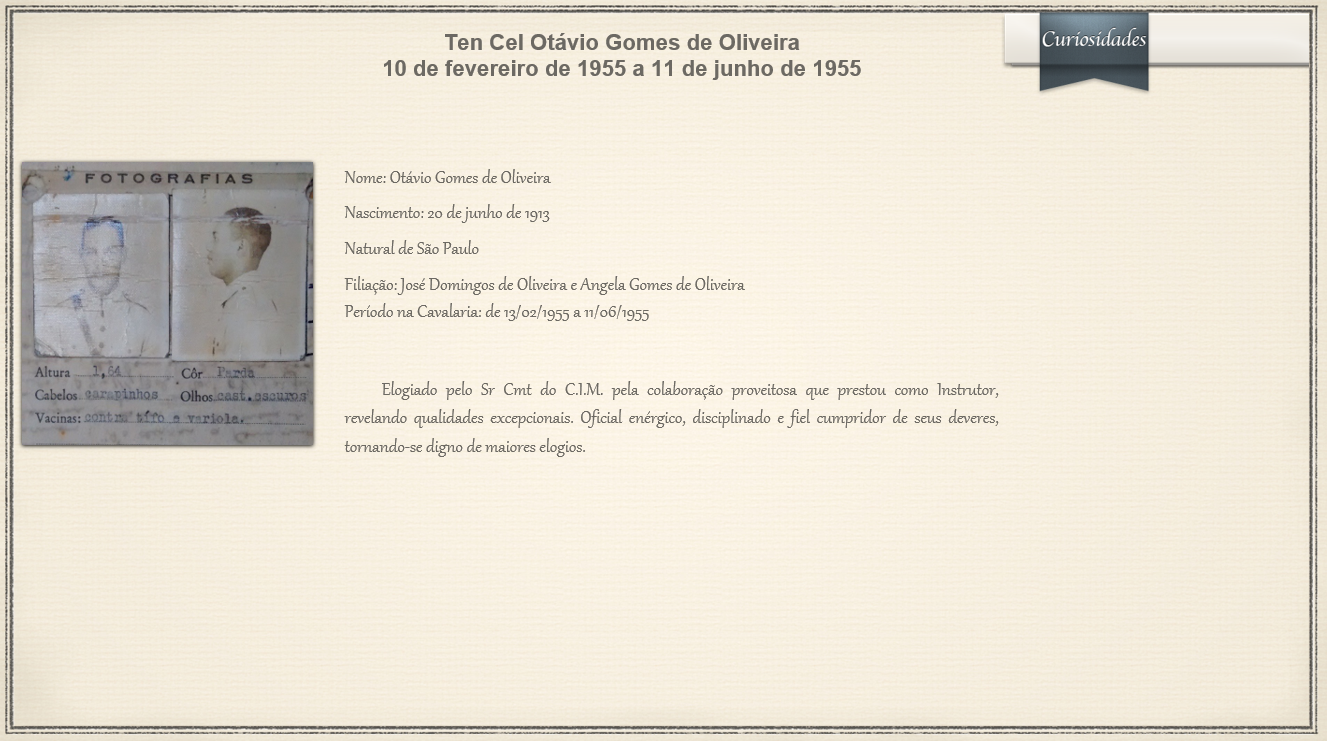 Ten Cel Otávio Gomes de Oliveira
10 de fevereiro de 1955 a 11 de junho de 1955
Curiosidades
FOTOGRAFIAS
Altura 1,64 Côr Parda
Cabelos carapinhos Olhos cast.escuros
Vacinas: contra tifo e varíola.
Nome: Otávio Gomes de Oliveira
Nascimento: 20 de junho de 1913
Natural de São Paulo
Filiação: José Domingos de Oliveira e Angela Gomes de Oliveira
Período na Cavalaria: de 13/02/1955 a 11/06/1955
Elogiado pelo Sr Cmt do C.I.M. pela colaboração proveitosa que prestou como Instrutor,
revelando qualidades excepcionais. Oficial enérgico, disciplinado e fiel cumpridor de seus deveres,
tornando-se digno de maiores elogios.